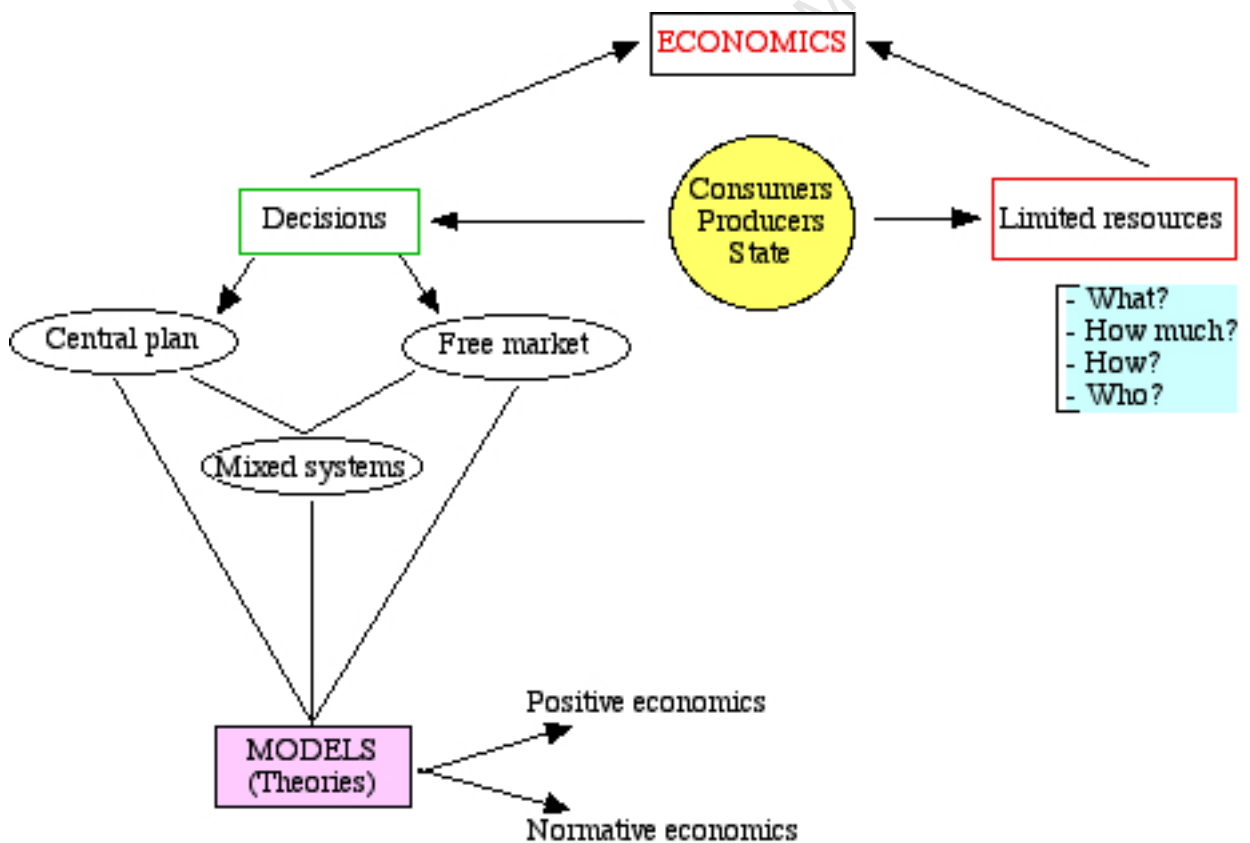 ECONOMICS
Consumers
Producers
State
Decisions
Limited resources
- What?
- How much?
- How?
- Who?
Central plan
Free market
Mixed systems
Positive economics
MODELS
(Theories)
Normative economics